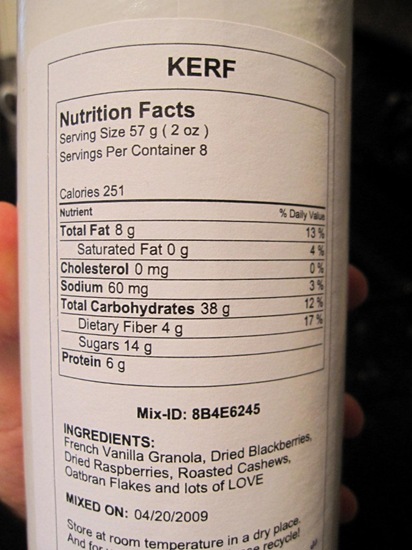 KERF
Nutrition Facts
Serving Size 57 g ( 2 oz )
Servings Per Container 8
Calories 251
Nutrient % Daily Value
Total Fat 8 g 13 %
Saturated Fat 0 g 4 %
Cholesterol 0 mg 0 %
Sodium 60 mg 3 %
Total Carbohydrates 38 g 12 %
Dietary Fiber 4 g 17 %
Sugars 14 g
Protein 6 g
Mix-ID: 8B4E6245
INGREDIENTS:
French Vanilla Granola, Dried Blackberries,
Dried Raspberries, Roasted Cashews,
Oatbran Flakes and lots of LOVE
MIXED ON: 04/20/2009
Store at room temperature in a dry place.
And for recycle!